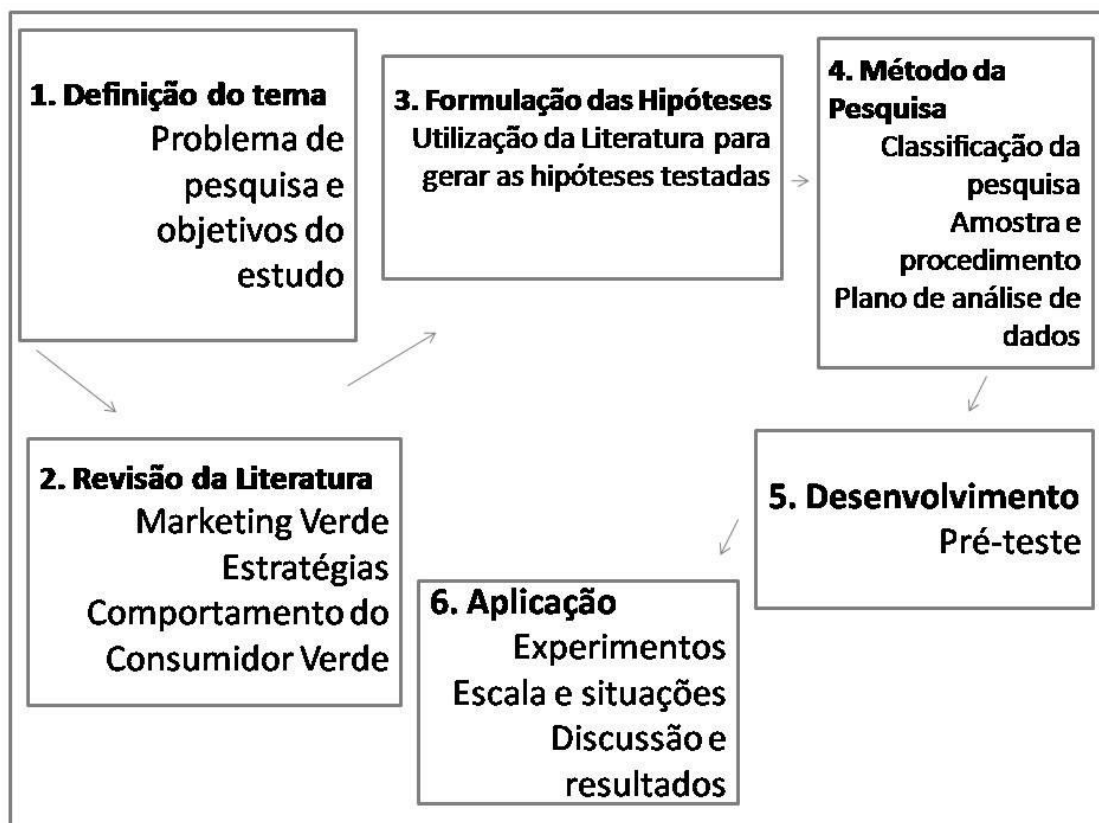 1. Definição do tema
Problema de
pesquisa e
objetivos do
estudo
2. Revisão da Literatura
Marketing Verde
Estratégias
Comportamento do
Consumidor Verde
3. Formulação das Hipóteses
Utilização da Literatura para
gerar as hipóteses testadas
4. Método da
Pesquisa
Classificação da
pesquisa
Amostra e
procedimento
Plano de análise de
dados
5. Desenvolvimento
Pré-teste
6. Aplicação
Experimentos
Escala e situações
Discussão e
resultados